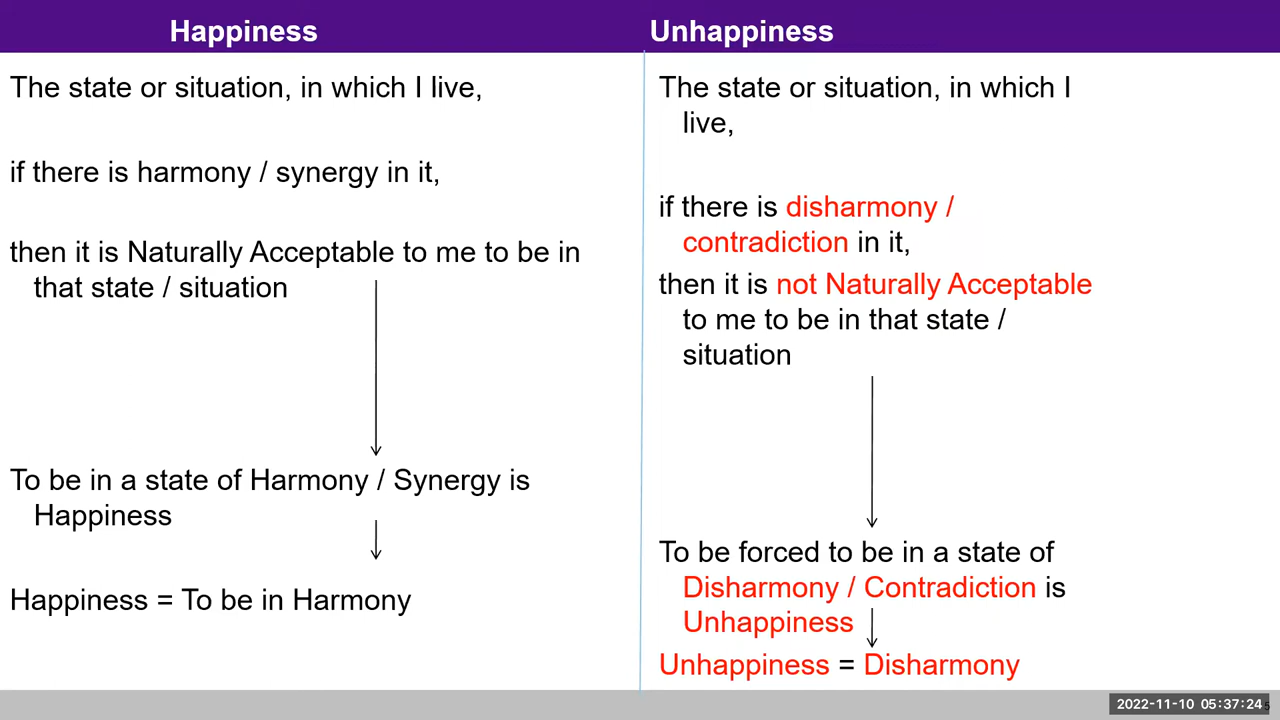 Happiness
Unhappiness
The state or situation, in which I live,
if there is harmony / synergy in it,
then it is Naturally Acceptable to me to be in
that state / situation
To be in a state of Harmony / Synergy is
Happiness
Happiness = To be in Harmony
The state or situation, in which I
live,
if there is disharmony /
contradiction in it,
then it is not Naturally Acceptable
to me to be in that state /
situation
To be forced to be in a state of
Disharmony / Contradiction is
Unhappiness
Unhappiness = Disharmony
2022-11-10 05:37:24